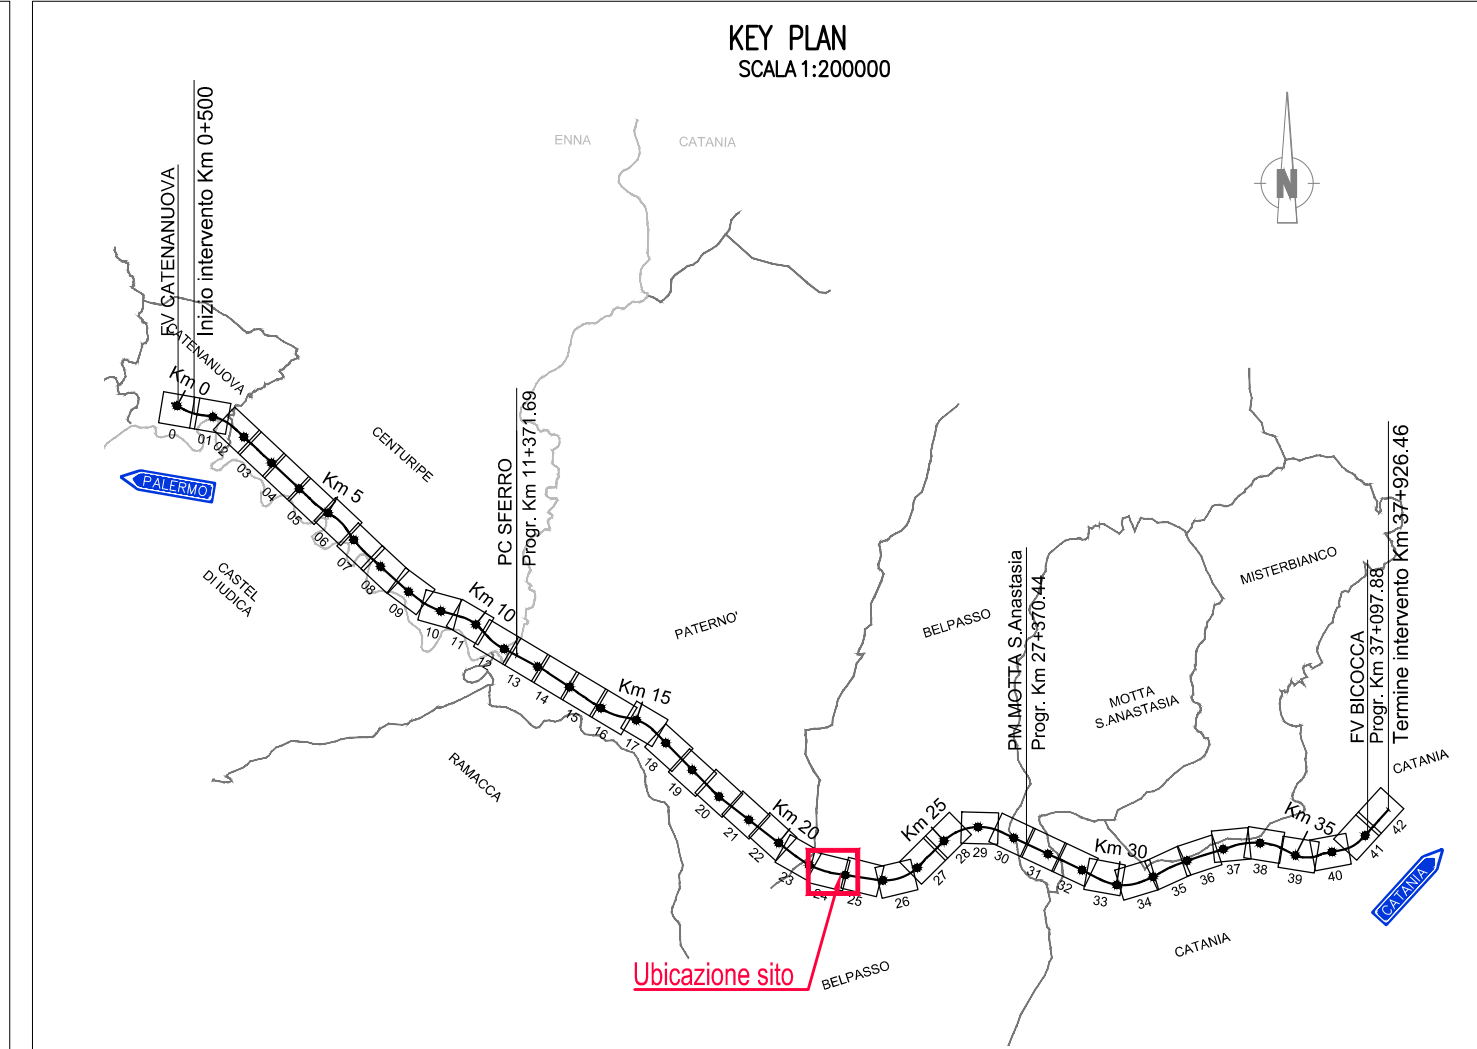 KEY PLAN
SCALA 1:200000
ENNA
CATANIA
N
FV CATENANUOVA
Inizio intervento Km 0+500
CATENANUOVA
Km 0
0
01
02
03
04
05
06
07
08
09
10
11
12
13
14
15
16
17
18
19
20
21
22
23
24
25
26
27
28
29
30
31
32
33
34
35
36
37
38
39
40
41
42
PALERMO
CENTURIPE
Km 5
CASTEL
DI IUDICA
PC SFERRO
Progr. Km 11+371.69
Km 10
PATERNO'
Km 15
RAMACCA
Km 20
Km 25
BELPASSO
PM MOTTA S.Anastasia
Progr. Km 27+370.44
MOTTA
S.ANASTASIA
MISTERBIANCO
Km 30
Km 35
FV BICOCCA
Progr. Km 37+097.88
Termine intervento Km 37+926.46
CATANIA
CATANIA
CATANIA
Ubicazione sito
BELPASSO